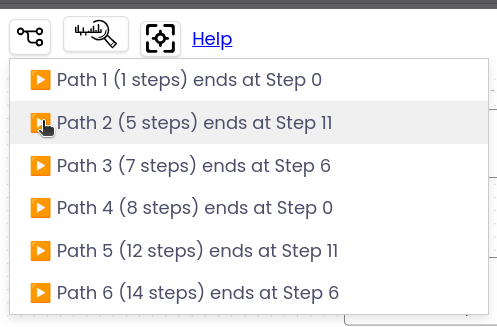 Help
Path 1 (1 steps) ends at Step 0
Path 2 (5 steps) ends at Step 11
Path 3 (7 steps) ends at Step 6
Path 4 (8 steps) ends at Step 0
Path 5 (12 steps) ends at Step 11
Path 6 (14 steps) ends at Step 6